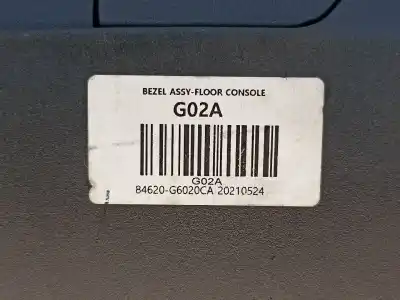 BEZEL ASSY-FLOOR CONSOLE
G02A
G02A
84620-G6020CA 20210524